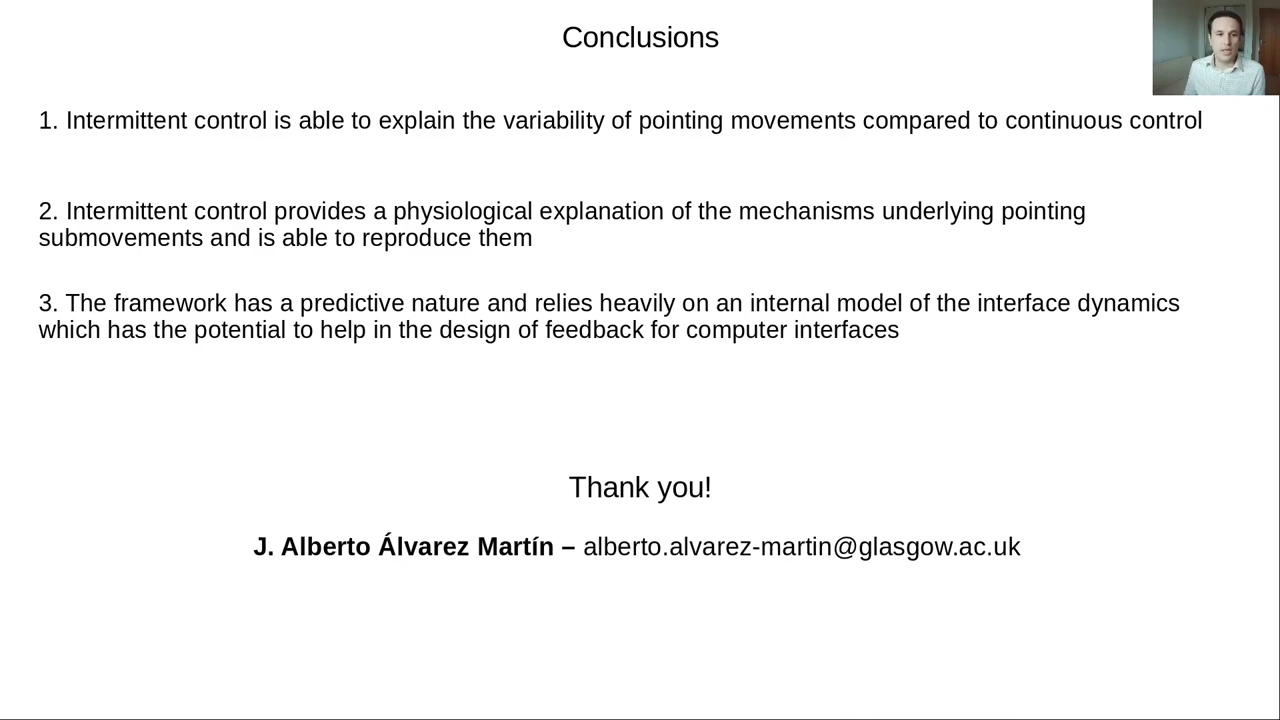 Conclusions
1. Intermittent control is able to explain the variability of pointing movements compared to continuous control
2. Intermittent control provides a physiological explanation of the mechanisms underlying pointing
submovements and is able to reproduce them
3. The framework has a predictive nature and relies heavily on an internal model of the interface dynamics
which has the potential to help in the design of feedback for computer interfaces
Thank you!
J. Alberto Álvarez Martín – alberto.alvarez-martin@glasgow.ac.uk